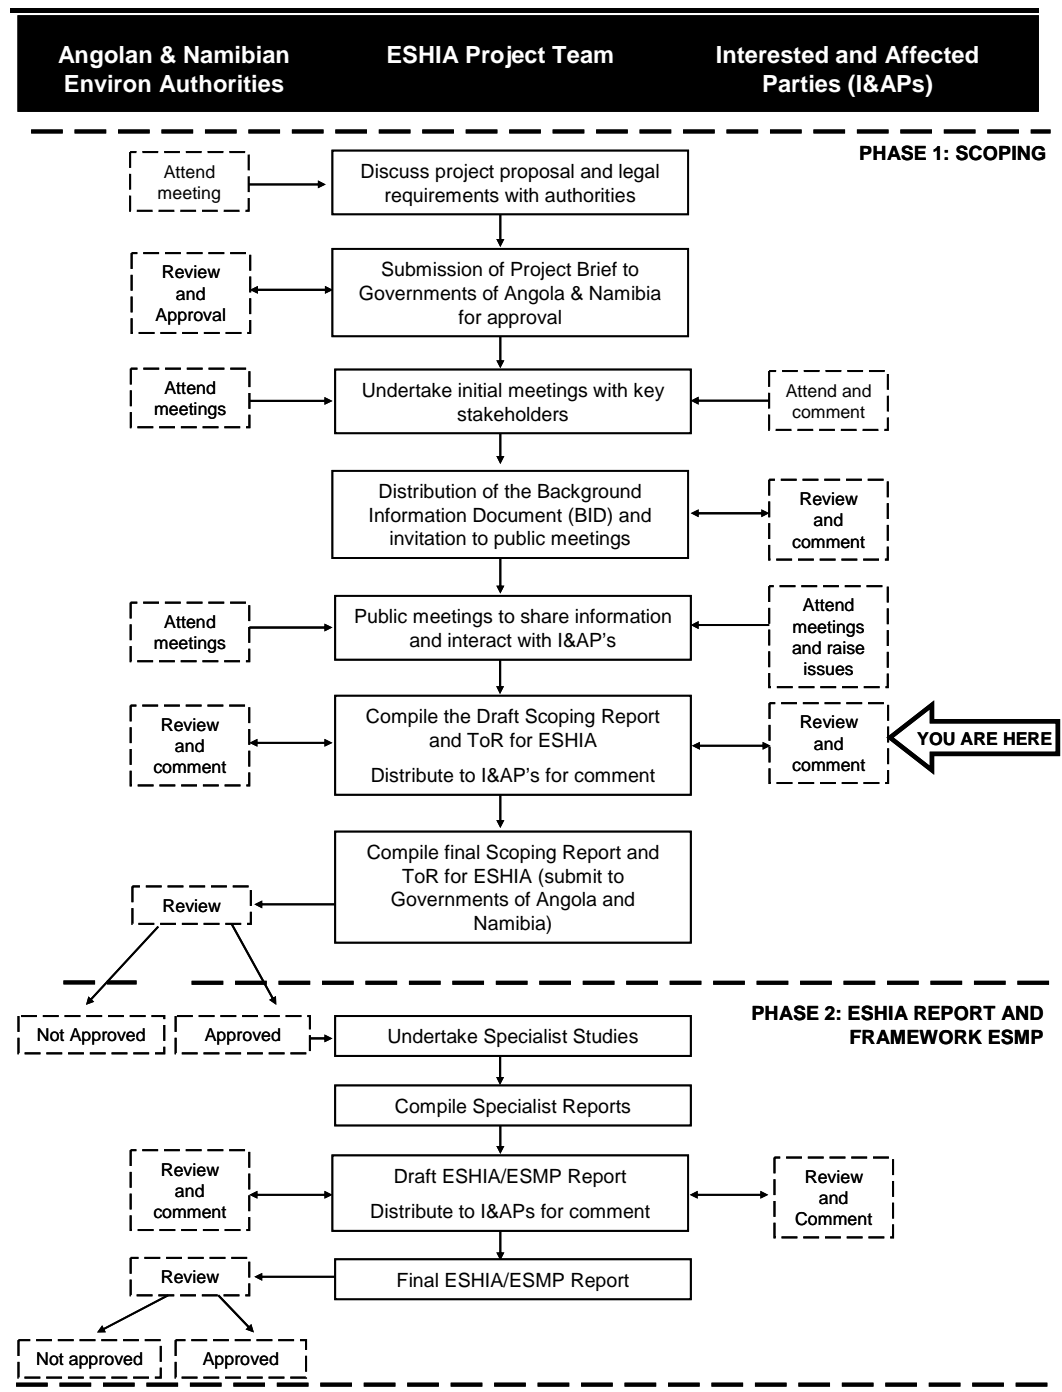 Angolan & Namibian
Environ Authorities
ESHIA Project Team
Interested and Affected
Parties (I&APs)
PHASE 1: SCOPING
Attend
meeting
Discuss project proposal and legal
requirements with authorities
Review
and
Approval
Submission of Project Brief to
Governments of Angola & Namibia
for approval
Attend
meetings
Undertake initial meetings with key
stakeholders
Attend and
comment
Distribution of the Background
Information Document (BID) and
invitation to public meetings
Review
and
comment
Attend
meetings
Public meetings to share information
and interact with I&AP's
Attend
meetings
and raise
issues
Review
and
comment
Compile the Draft Scoping Report
and ToR for ESHIA
Distribute to I&AP's for comment
Review
and
comment
YOU ARE HERE
Review
Compile final Scoping Report and
ToR for ESHIA (submit to
Governments of Angola and
Namibia)
PHASE 2: ESHIA REPORT AND
FRAMEWORK ESMP
Not Approved
Approved
Undertake Specialist Studies
Compile Specialist Reports
Review
and
comment
Draft ESHIA/ESMP Report
Distribute to I&APs for comment
Review
and
Comment
Review
Final ESHIA/ESMP Report
Not approved
Approved